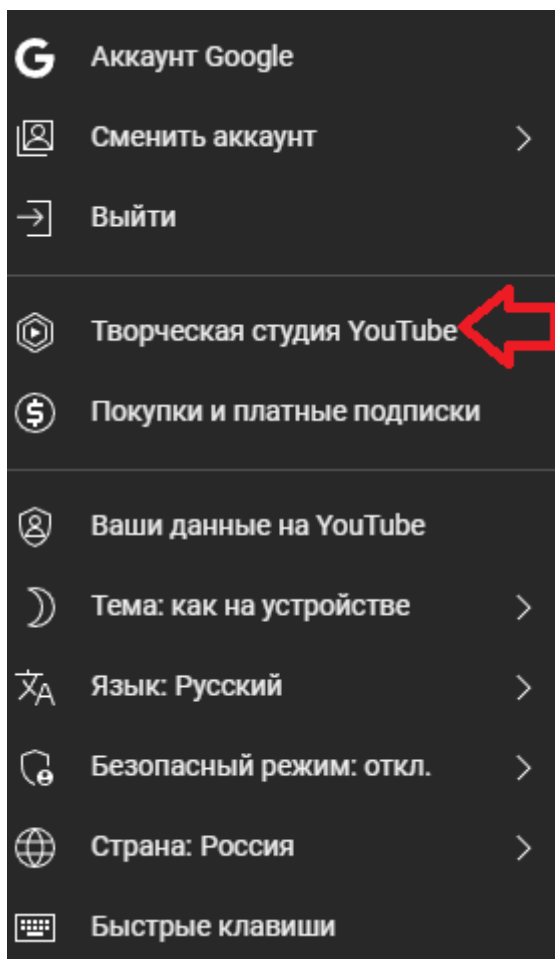 Аккаунт Google
Сменить аккаунт
Выйти
Творческая студия YouTube
Покупки и платные подписки
Ваши данные на YouTube
Тема: как на устройстве
Язык: Русский
Безопасный режим: откл.
Страна: Россия
Быстрые клавиши